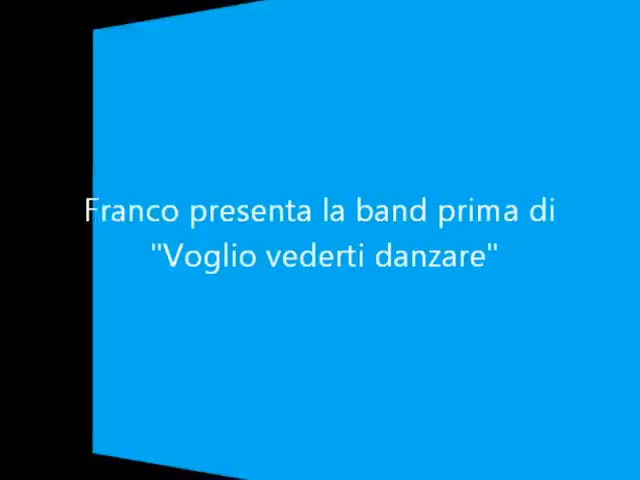 Franco presenta la band prima di
"Voglio vederti danzare"